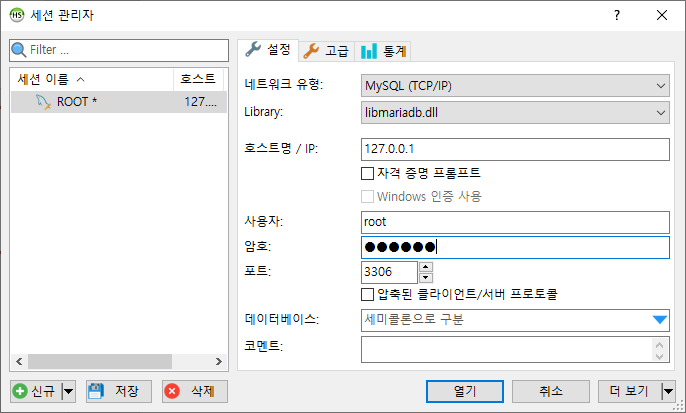 HS 세션 관리자 ? ×
Filter ...
세션 이름 호스트
ROOT * 127....
설정 고급 통계
네트워크 유형: MySQL (TCP/IP)
Library: libmariadb.dll
호스트명 / IP: 127.0.0.1
자격 증명 프롬프트
Windows 인증 사용
사용자: root
암호: ●●●●●●
포트: 3306
압축된 클라이언트/서버 프로토콜
데이터베이스: 세미콜론으로 구분
코멘트:
신규 저장 삭제 열기 취소 더 보기